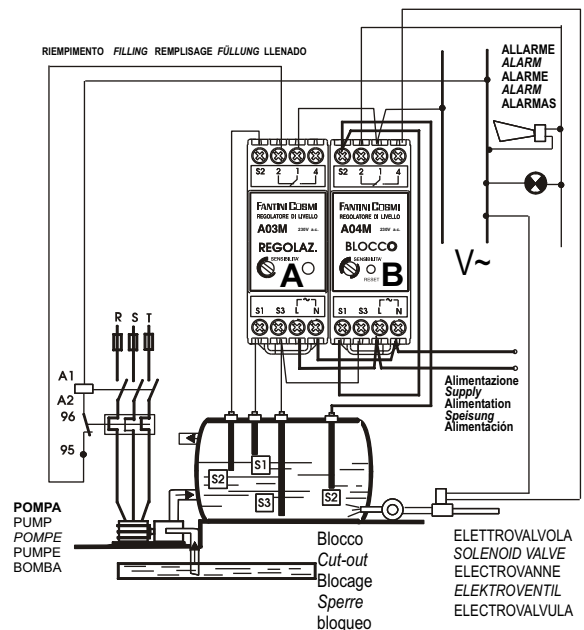 RIEMPIMENTO FILLING REMPLISAGE FÜLLUNG LLENADO
ALLARME
ALARM
ALARME
ALARM
ALARMAS
S2 2 1 4
S2 2 1 4
FANTINI COSMI
REGOLATORE DI LIVELLO
A03M 230V a.c.
REGOLAZ.
SENSIBILITA'
A
FANTINI COSMI
REGOLATORE DI LIVELLO
A04M 230V a.c.
BLOCCO
SENSIBILITA'
RESET
B
V~
S1 S3 L ~ N
S1 S3 L ~ N
R S T
A1
A2
96
95
Alimentazione
Supply
Alimentation
Speisung
Alimentación
S2
S1
S3
S2
POMPA
PUMP
POMPE
PUMPE
BOMBA
Blocco
Cut-out
Blocage
Sperre
bloqueo
ELETTROVALVOLA
SOLENOID VALVE
ELECTROVANNE
ELEKTROVENTIL
ELECTROVALVULA